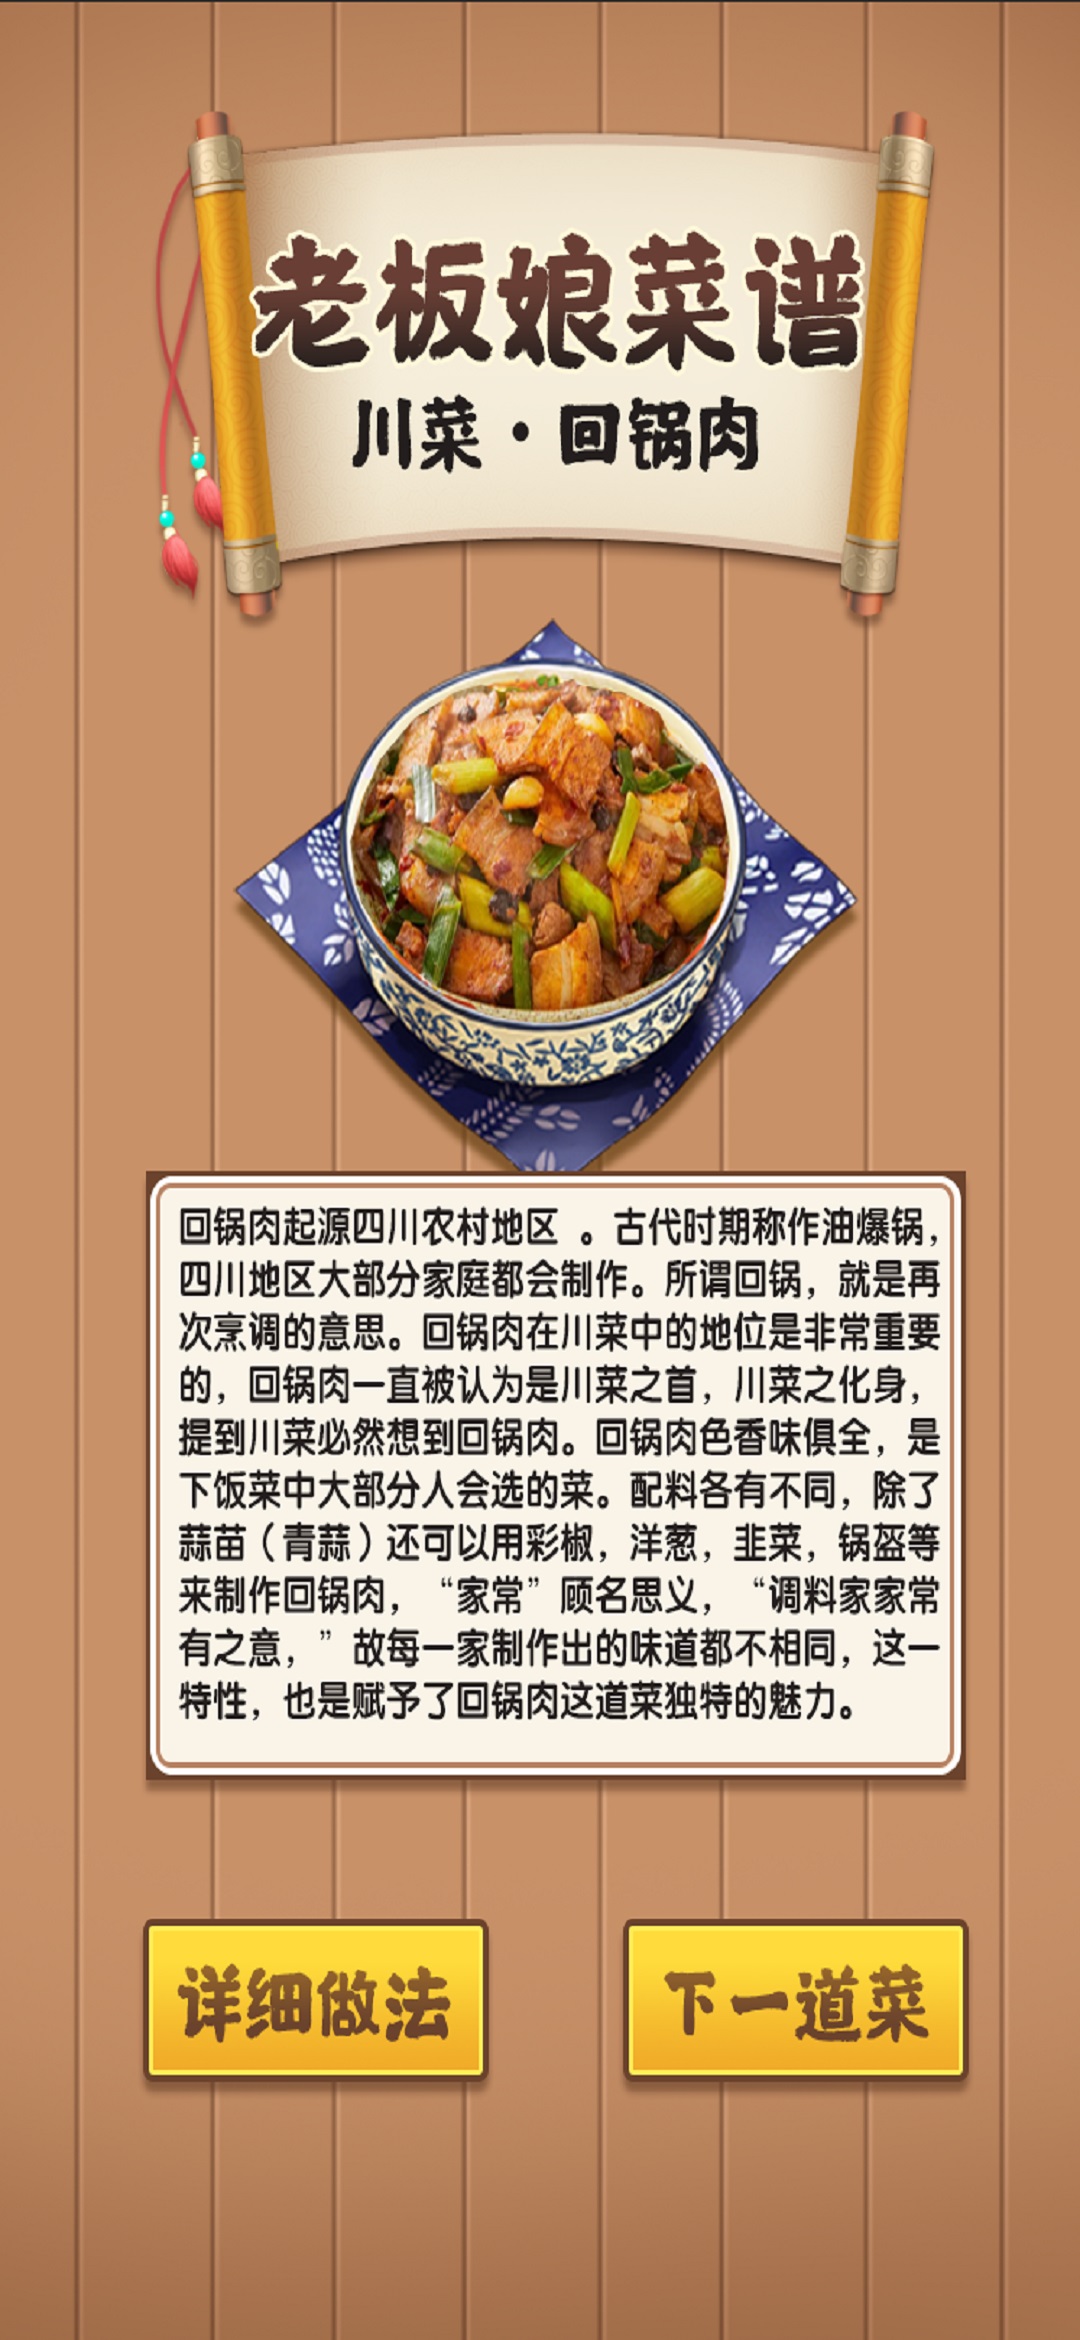 老板娘菜谱
川菜·回锅肉
回锅肉起源四川农村地区 。古代时期称作油爆锅，
四川地区大部分家庭都会制作。所谓回锅，就是再
次烹调的意思。回锅肉在川菜中的地位是非常重要
的，回锅肉一直被认为是川菜之首，川菜之化身，
提到川菜必然想到回锅肉。回锅肉色香味俱全，是
下饭菜中大部分人会选的菜。配料各有不同，除了
蒜苗（青蒜）还可以用彩椒，洋葱，韭菜，锅盔等
来制作回锅肉，“家常”顾名思义，“调料家家常
有之意，”故每一家制作出的味道都不相同，这一
特性，也是赋予了回锅肉这道菜独特的魅力。
详细做法
下一道菜